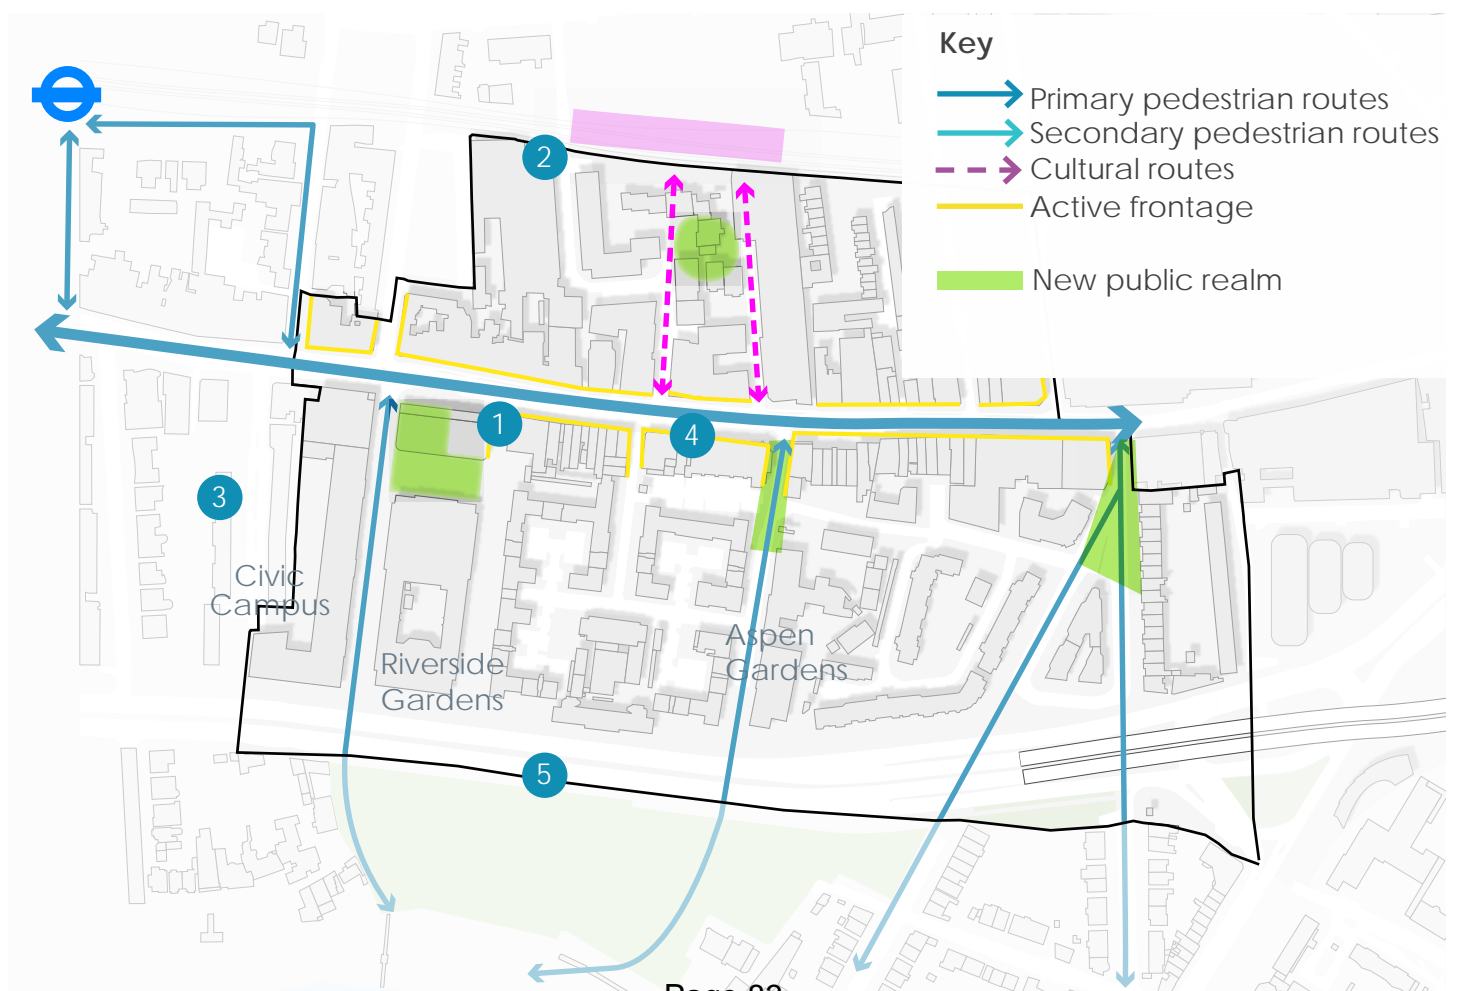 Key
Primary pedestrian routes
Secondary pedestrian routes
Cultural routes
Active frontage
New public realm
2
1
4
3
Civic
Campus
Riverside
Gardens
Aspen
Gardens
5